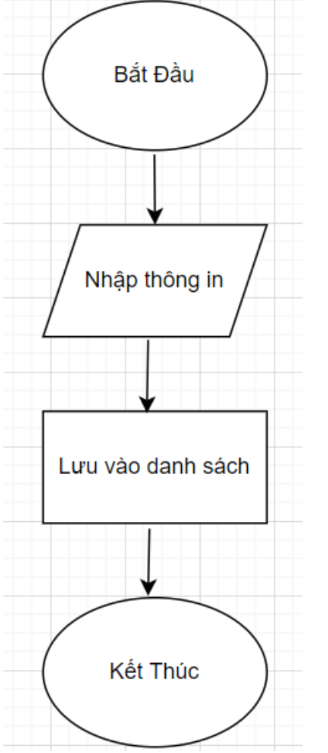 Bắt Đầu
Nhập thông in
Lưu vào danh sách
Kết Thúc